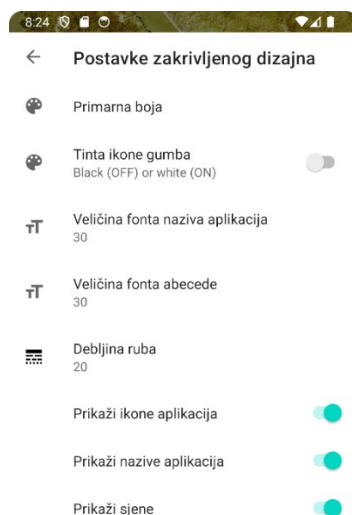 8:24
Postavke zakrivljenog dizajna
Primarna boja
Tinta ikone gumba
Black (OFF) or white (ON)
Veličina fonta naziva aplikacija
30
Veličina fonta abecede
30
Debljina ruba
20
Prikaži ikone aplikacija
Prikaži nazive aplikacija
Prikaži sjene